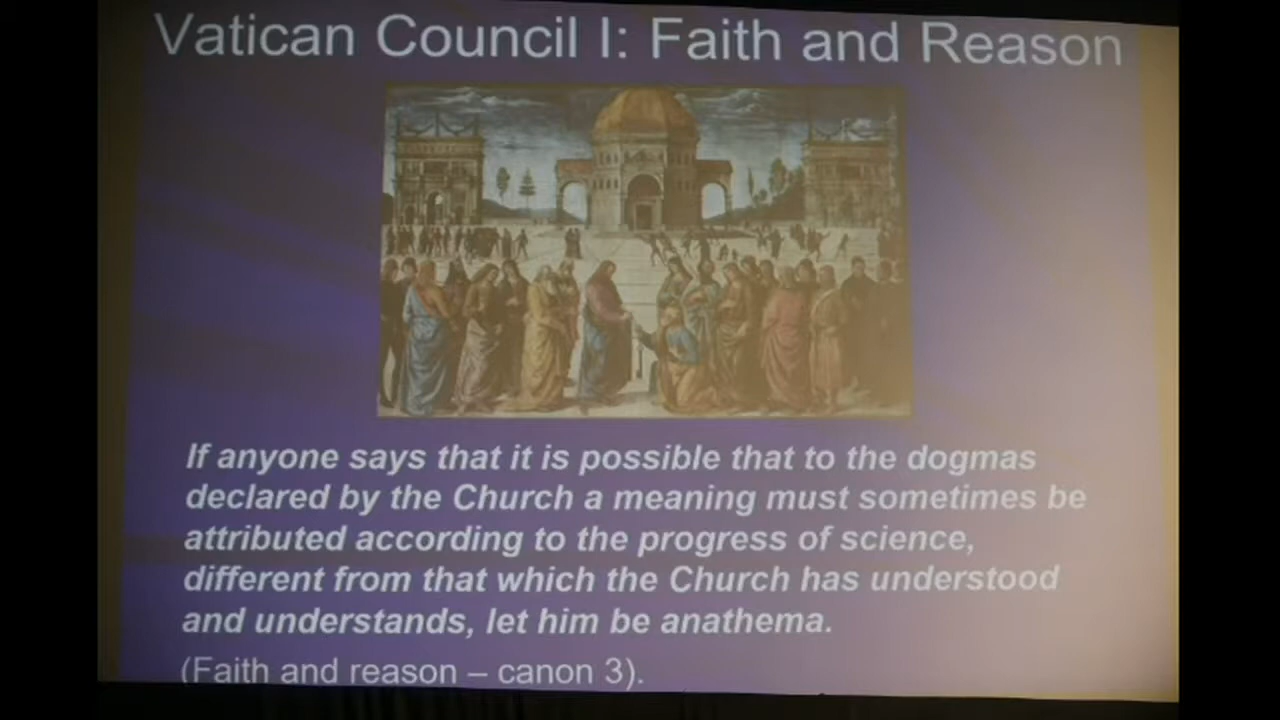 Vatican Council I: Faith and Reason
If anyone says that it is possible that to the dogmas
declared by the Church a meaning must sometimes be
attributed according to the progress of science,
different from that which the Church has understood
and understands, let him be anathema.
(Faith and reason – canon 3).